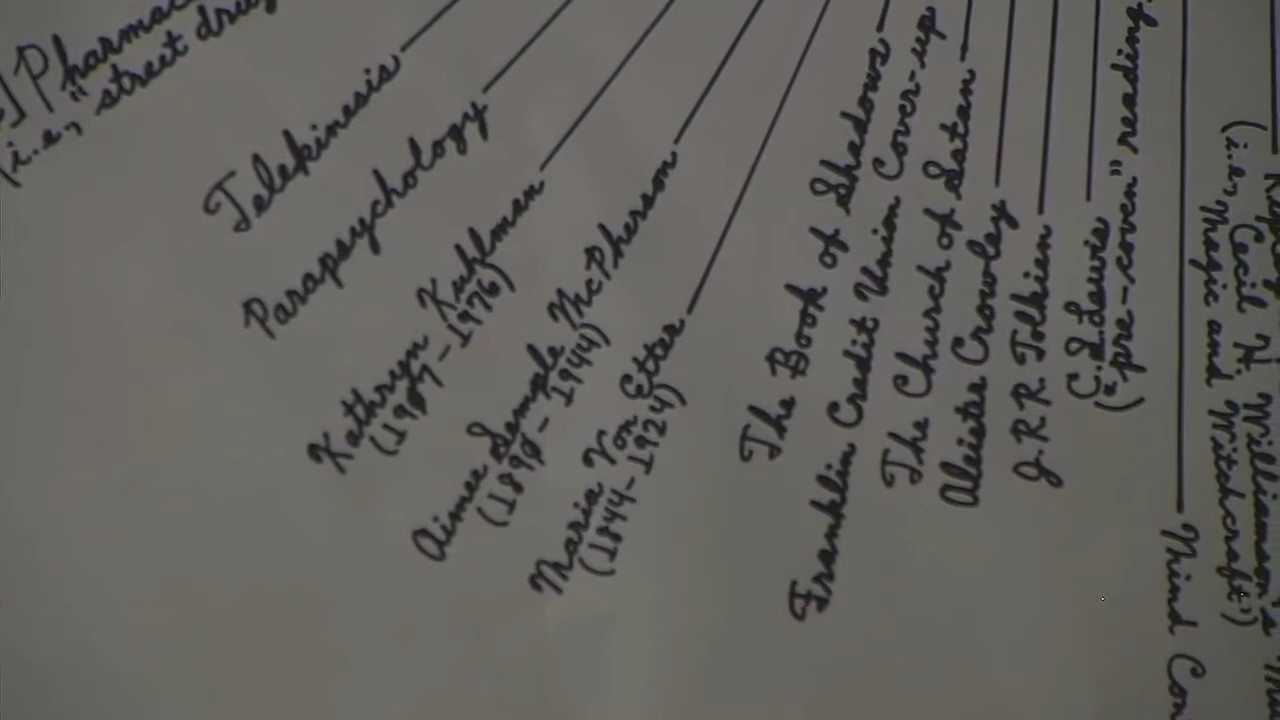 Pharmac
(i.e, "street drug
Telekinesis
Parapsychology
Kathryn Kuhlman
(1907-1976)
Aimee Semple McPherson
(1890-1944)
Maria Von Etter
(1844-1924)
The Book of Shadows
Franklin Credit Union Cover-up
The Church of Satan
Aleister Crowley
J.R.R Tolkien
C.S. Lewis
("pre-coven" reading
Mind Con
Cecil H. Williamson's
(i.e, Magic and Witchcraft)